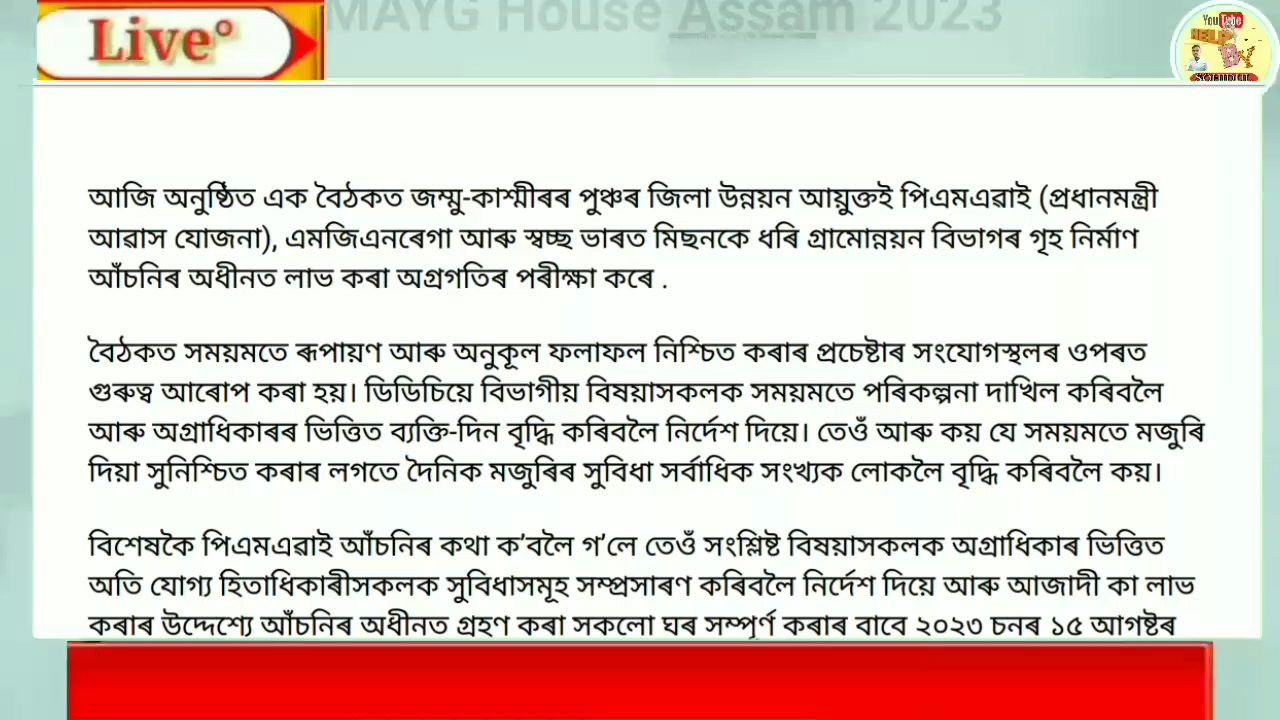 MAYG House Assam 2023
Live°
You Tube
HELP
BY
আজি অনুষ্ঠিত এক বৈঠকত জম্মু-কাশ্মীৰৰ পুঞ্চৰ জিলা উন্নয়ন আয়ুক্তই পিএমএৱাই (প্ৰধানমন্ত্ৰী
আৱাস যোজনা), এমজিএনৰেগা আৰু স্বচ্ছ ভাৰত মিছনকে ধৰি গ্ৰামোন্নয়ন বিভাগৰ গৃহ নিৰ্মাণ
আঁচনিৰ অধীনত লাভ কৰা অগ্ৰগতিৰ পৰীক্ষা কৰে .
বৈঠকত সময়মতে ৰূপায়ণ আৰু অনুকূল ফলাফল নিশ্চিত কৰাৰ প্ৰচেষ্টাৰ সংযোগস্থলৰ ওপৰত
গুৰুত্ব আৰোপ কৰা হয়। ডিডিচিয়ে বিভাগীয় বিষয়াসকলক সময়মতে পৰিকল্পনা দাখিল কৰিবলৈ
আৰু অগ্ৰাধিকাৰৰ ভিত্তিত ব্যক্তি-দিন বৃদ্ধি কৰিবলৈ নিৰ্দেশ দিয়ে। তেওঁ আৰু কয় যে সময়মতে মজুৰি
দিয়া সুনিশ্চিত কৰাৰ লগতে দৈনিক মজুৰিৰ সুবিধা সৰ্বাধিক সংখ্যক লোকলৈ বৃদ্ধি কৰিবলৈ কয়।
বিশেষকৈ পিএমএৱাই আঁচনিৰ কথা ক’বলৈ গ’লে তেওঁ সংশ্লিষ্ট বিষয়াসকলক অগ্ৰাধিকাৰ ভিত্তিত
অতি যোগ্য হিতাধিকাৰীসকলক সুবিধাসমূহ সম্প্ৰসাৰণ কৰিবলৈ নিৰ্দেশ দিয়ে আৰু আজাদী কা লাভ
কৰাৰ উদ্দেশ্যে আঁচনিৰ অধীনত গ্ৰহণ কৰা সকলো ঘৰ সম্পূৰ্ণ কৰাৰ বাবে ২০২৩ চনৰ ১৫ আগষ্টৰ